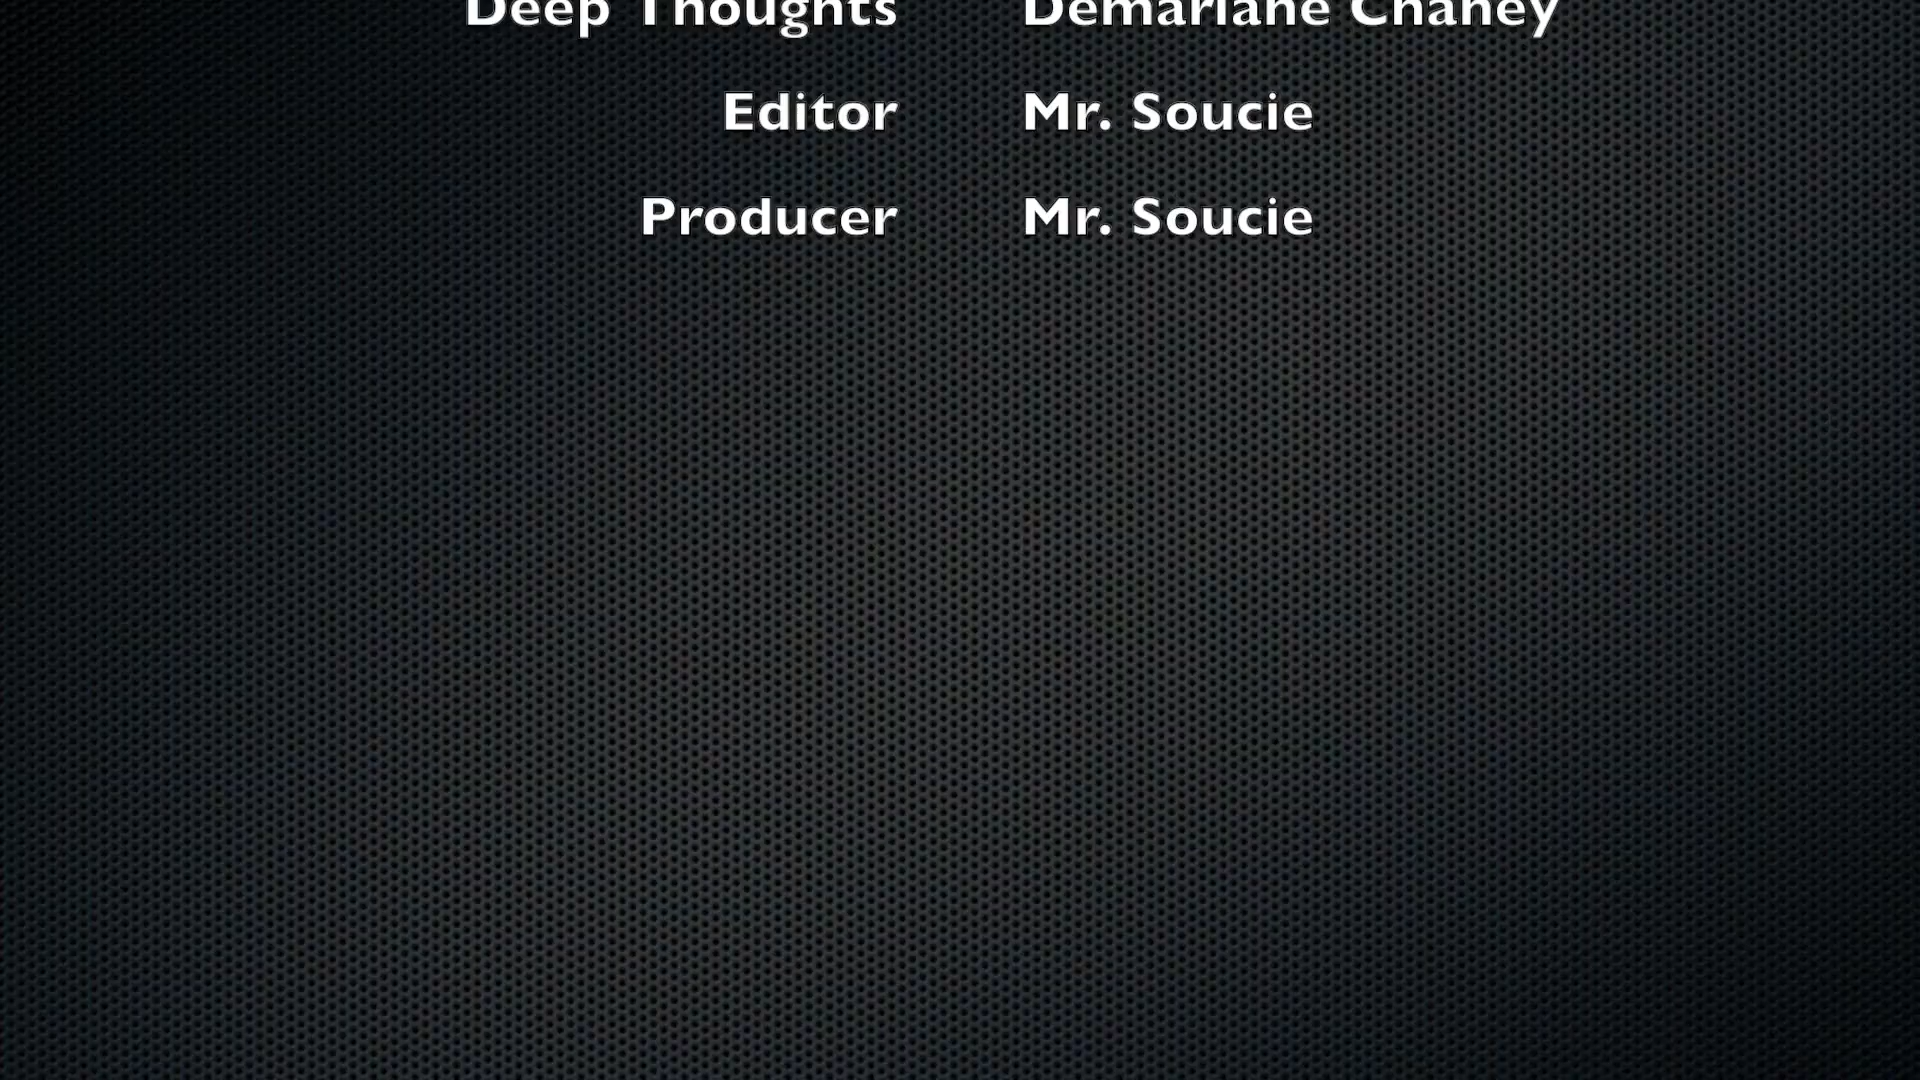 Deep Thoughts Demariane Chaney
Editor Mr. Soucie
Producer Mr. Soucie